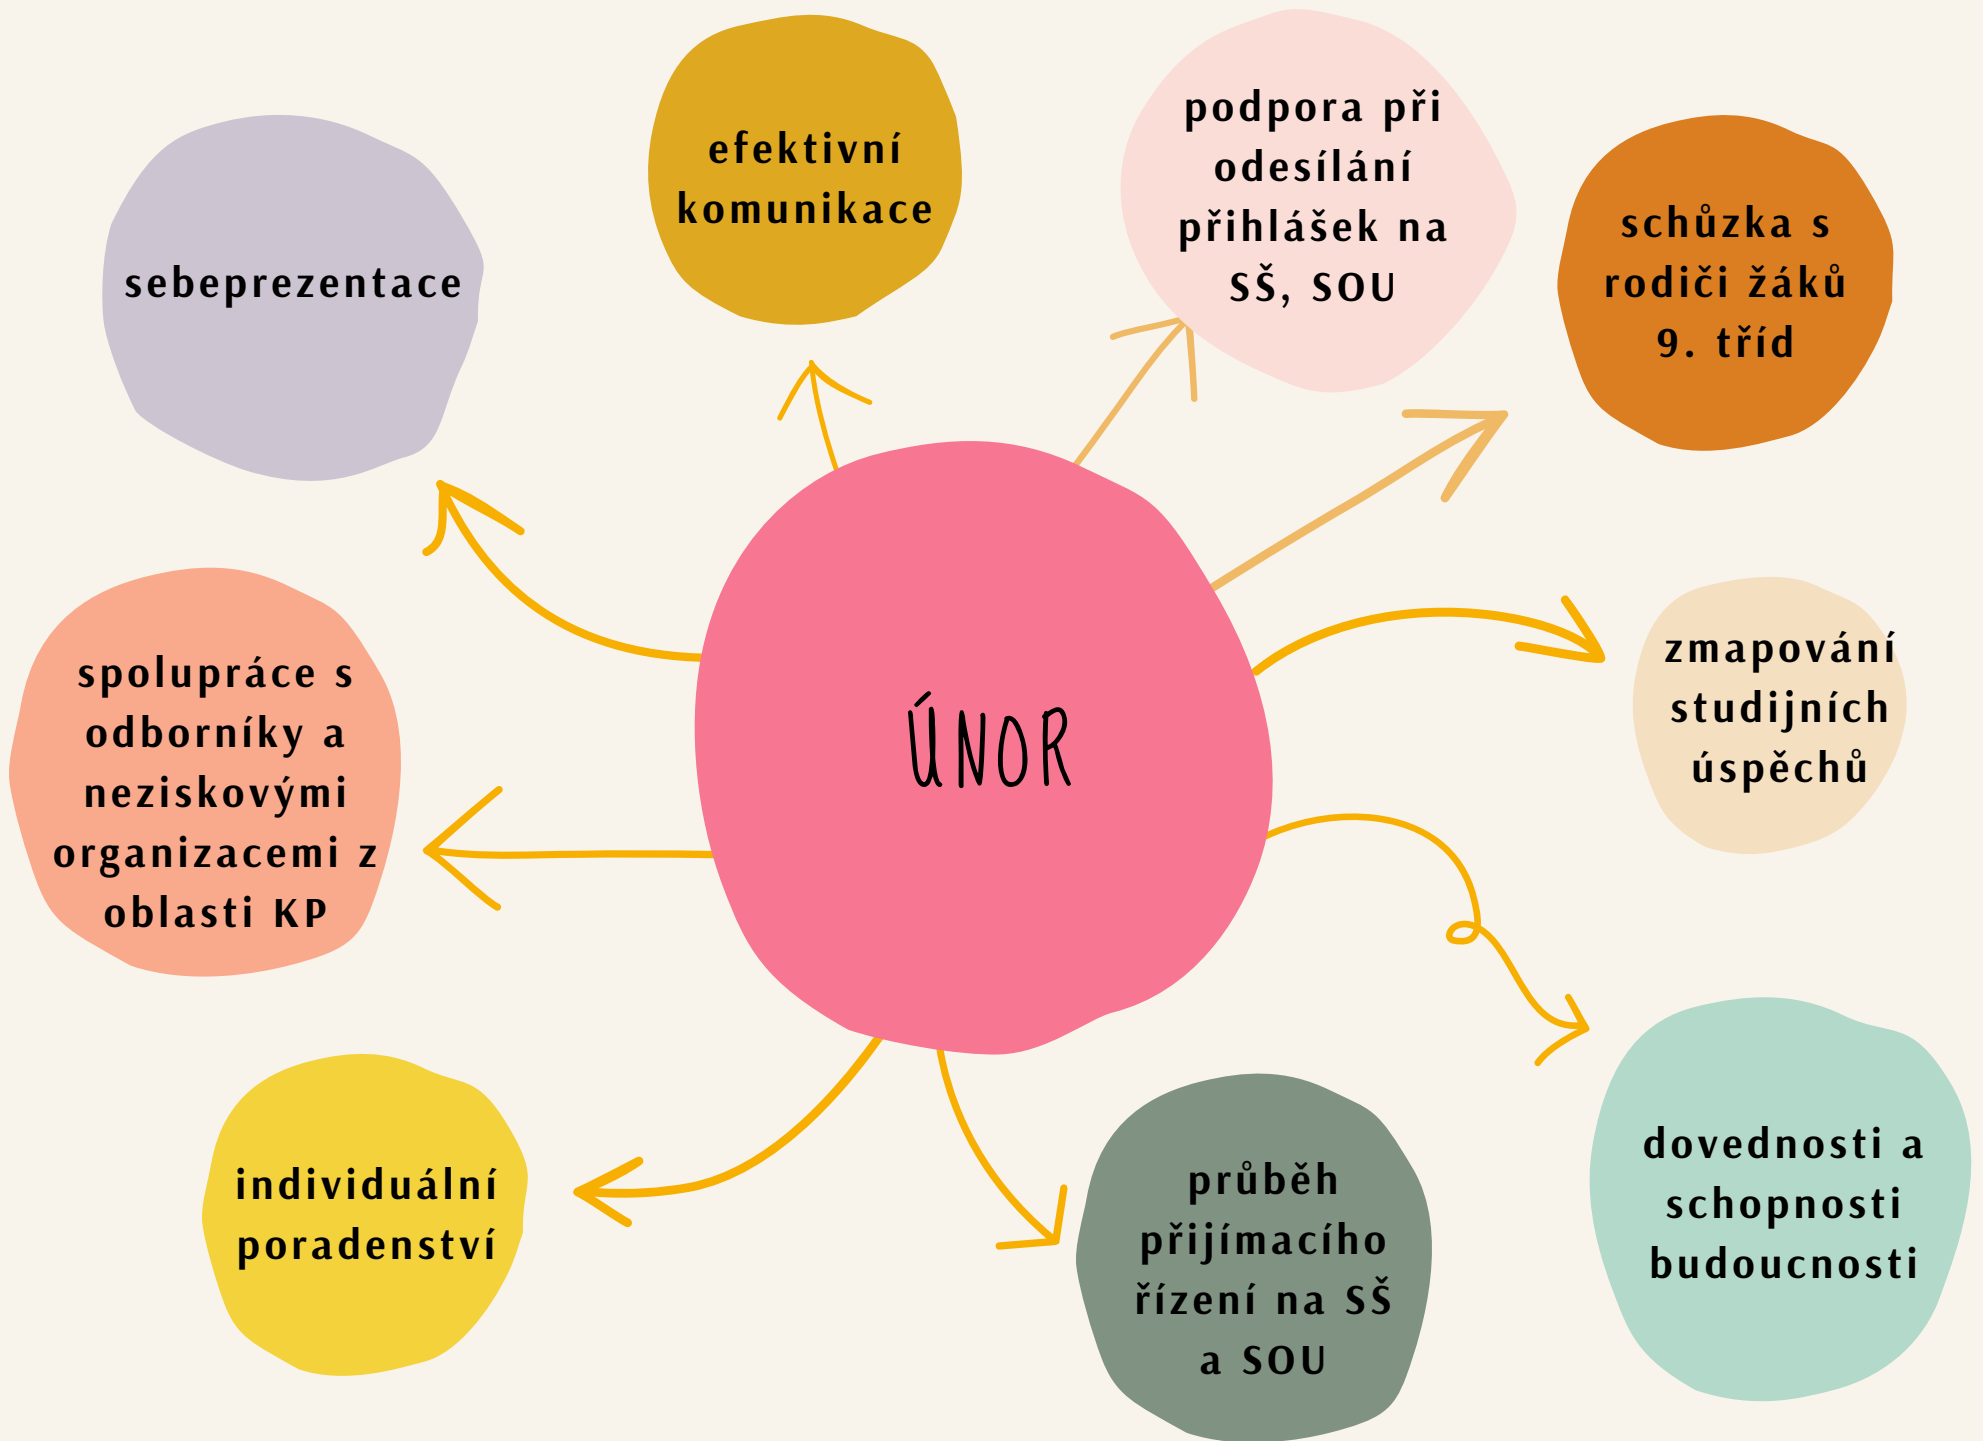 efektivní
komunikace
podpora při
odesílání
přihlášek na
SŠ, SOU
schůzka s
rodiči žáků
9. tříd
sebeprezentace
spolupráce s
odborníky a
neziskovými
organizacemi z
oblasti KP
ÚNOR
zmapování
studijních
úspěchů
individuální
poradenství
průběh
přijímacího
řízení na SŠ
a SOU
dovednosti a
schopnosti
budoucnosti